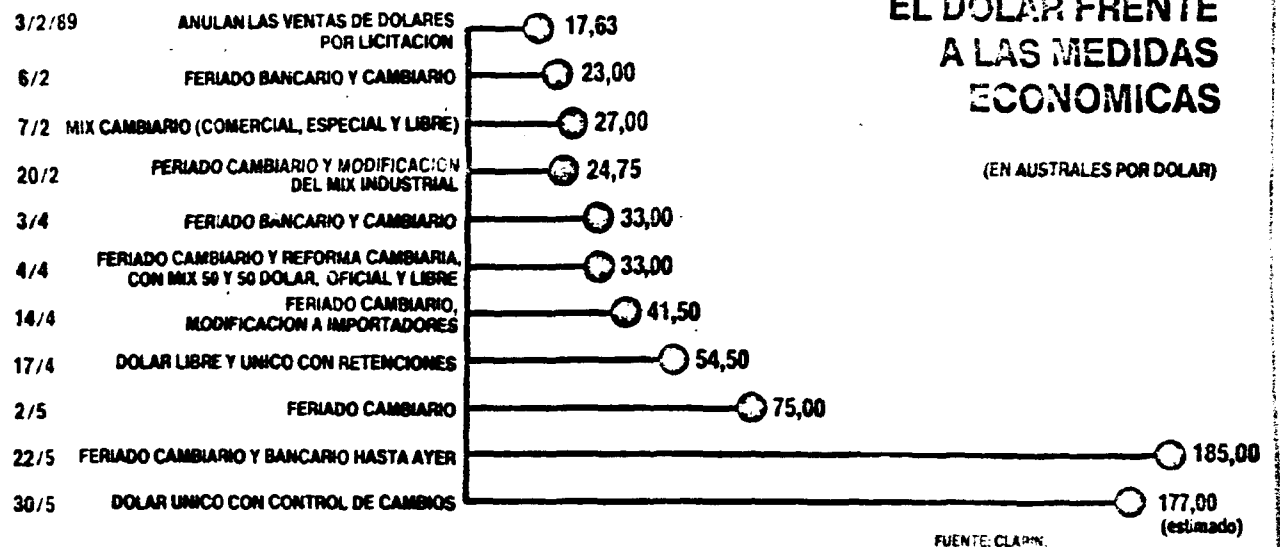 EL DOLAR FRENTE
A LAS MEDIDAS
ECONOMICAS
(EN AUSTRALES POR DOLAR)
3/2/89 ANULAN LAS VENTAS DE DOLARES
POR LICITACION 17,63
6/2 FERIADO BANCARIO Y CAMBIARIO 23,00
7/2 MIX CAMBIARIO (COMERCIAL, ESPECIAL Y LIBRE) 27,00
20/2 FERIADO CAMBIARIO Y MODIFICACION
DEL MIX INDUSTRIAL 24,75
3/4 FERIADO BANCARIO Y CAMBIARIO 33,00
4/4 FERIADO CAMBIARIO Y REFORMA CAMBIARIA,
CON MIX 50 Y 50 DOLAR, OFICIAL Y LIBRE 33,00
14/4 FERIADO CAMBIARIO,
MODIFICACION A IMPORTADORES 41,50
17/4 DOLAR LIBRE Y UNICO CON RETENCIONES 54,50
2/5 FERIADO CAMBIARIO 75,00
22/5 FERIADO CAMBIARIO Y BANCARIO HASTA AYER 185,00
30/5 DOLAR UNICO CON CONTROL DE CAMBIOS 177,00
(estimado)
FUENTE: CLARIN.